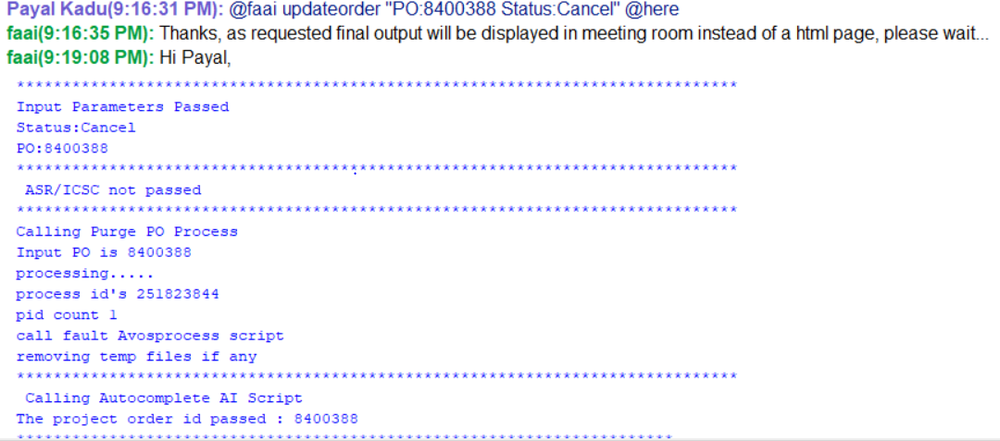 Payal Kadu(9:16:31 PM): @faai updateorder "PO:8400388 Status:Cancel" @here
faai(9:16:35 PM): Thanks, as requested final output will be displayed in meeting room instead of a html page, please wait...
faai(9:19:08 PM): Hi Payal,
******************************************************************************
Input Parameters Passed
Status:Cancel
PO:8400388
******************************************************************************
ASR/ICSC not passed
******************************************************************************
Calling Purge PO Process
Input PO is 8400388
processing.....
process id's 251823844
pid count 1
call fault Avosprocess script
removing temp files if any
******************************************************************************
Calling Autocomplete AI Script
The project order id passed : 8400388
***********************************************************************